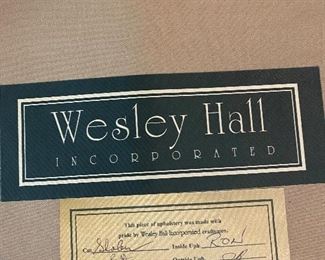 Wesley Hall
INCORPORATED
This piece of upholstery was made with
pride by Wesley Hall Incorporated craftsmen.
Cut Inside Uph. RON
Outside Uph.